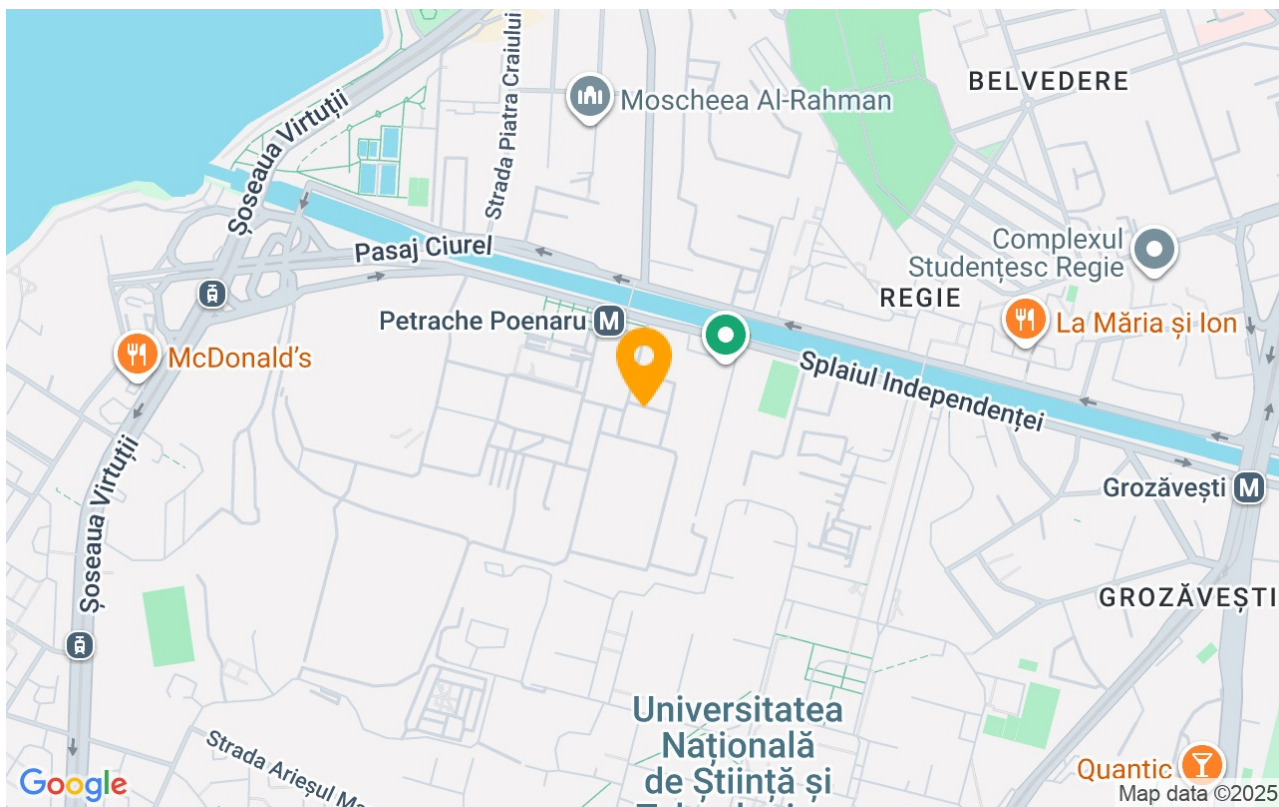 BELVEDERE
Moscheea Al-Rahman
Strada Piatra Craiului
Șoseaua Virtuții
Pasaj Ciurel
Complexul
Studențesc Regie
REGIE
Petrache Poenaru M
La Măria și Ion
McDonald's
Splaiul Independenței
Șoseaua Virtuții
Grozăvești M
GROZĂVEȘTI
Universitatea
Națională
de Știință și
Strada Arieșul
Quantic
Google
Map data ©2025